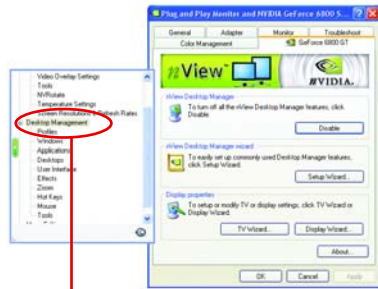 Plug and Play Monitor and NVIDIA GeForce 6800 S...
General
Adapter
Monitor
Troubleshoot
Color Management
GeForce 6800 GT
nView
NVIDIA.
nView Desktop Manager
To turn off all the nView Desktop Manager features, click
Disable
Disable
nView Desktop Manager wizard
To easily set up commonly used Desktop Manager features,
click Setup Wizard.
Setup Wizard...
Display properties
To setup or modify TV or display settings, click TV Wizard or
Display Wizard.
TV Wizard...
Display Wizard...
About...
OK
Cancel
Apply
Video Overlay Settings
Tools
NVRotate
Temperature Settings
Screen Resolutions & Refresh Rates
Desktop Management
Profiles
Windows
Applications
Desktops
User Interface
Effects
Zoom
Hot Keys
Mouse
Tools